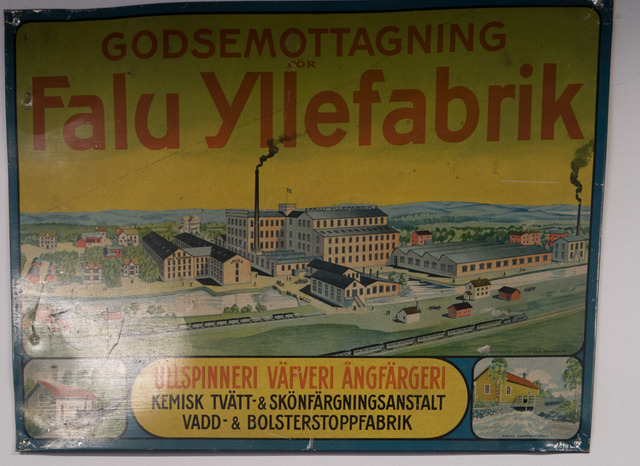 GODSEMOTTAGNING
FÖR
Falu Yllefabrik
ULLSPINNERI VÄFVERI ÅNGFÄRGERI
KEMISK TVÄTT- & SKÖNFÄRGNINGSANSTALT
VADD- & BOLSTERSTOPPFABRIK